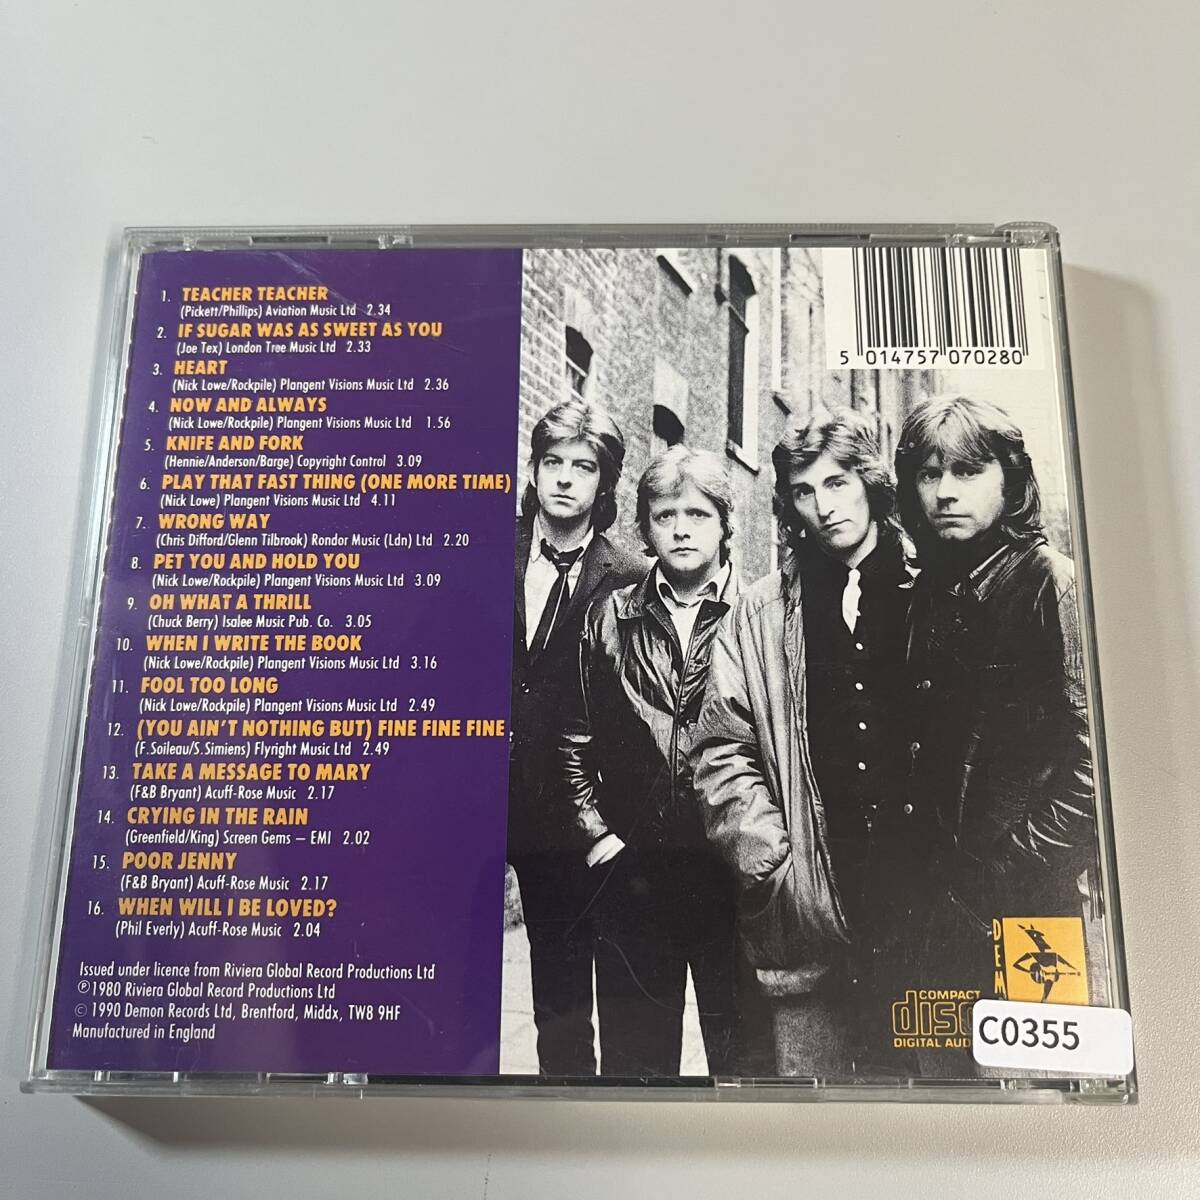 1. TEACHER TEACHER
(Pickett/Phillips) Aviation Music Ltd 2.34
2. IF SUGAR WAS AS SWEET AS YOU
(Joe Tex) London Tree Music Ltd 2.33
3. HEART
(Nick Lowe/Rockpile) Plangent Visions Music Ltd 2.36
4. NOW AND ALWAYS
(Nick Lowe/Rockpile) Plangent Visions Music Ltd 1.56
5. KNIFE AND FORK
(Hennie/Anderson/Barge) Copyright Control 3.09
6. PLAY THAT FAST THING (ONE MORE TIME)
(Nick Lowe) Plangent Visions Music Ltd 4.11
7. WRONG WAY
(Chris Difford/Glenn Tilbrook) Rondor Music (Ldn) Ltd 2.20
8. PET YOU AND HOLD YOU
(Nick Lowe/Rockpile) Plangent Visions Music Ltd 3.09
9. OH WHAT A THRILL
(Chuck Berry) Isalee Music Pub. Co. 3.05
10. WHEN I WRITE THE BOOK
(Nick Lowe/Rockpile) Plangent Visions Music Ltd 3.16
11. FOOL TOO LONG
(Nick Lowe/Rockpile) Plangent Visions Music Ltd 2.49
12. (YOU AIN'T NOTHING BUT) FINE FINE FINE
(F. Soileau/S. Simiens) Flyright Music Ltd 2.49
13. TAKE A MESSAGE TO MARY
(F&B Bryant) Acuff-Rose Music 2.17
14. CRYING IN THE RAIN
(Greenfield/King) Screen Gems – EMI 2.02
15. POOR JENNY
(F&B Bryant) Acuff-Rose Music 2.17
16. WHEN WILL I BE LOVED?
(Phil Everly) Acuff-Rose Music 2.04
Issued under licence from Riviera Global Record Productions Ltd
℗ 1980 Riviera Global Record Productions Ltd
© 1990 Demon Records Ltd, Brentford, Middx, TW8 9HF
Manufactured in England
5 014757 070280
DEM
COMPACT
disc
DIGITAL AUD
C0355